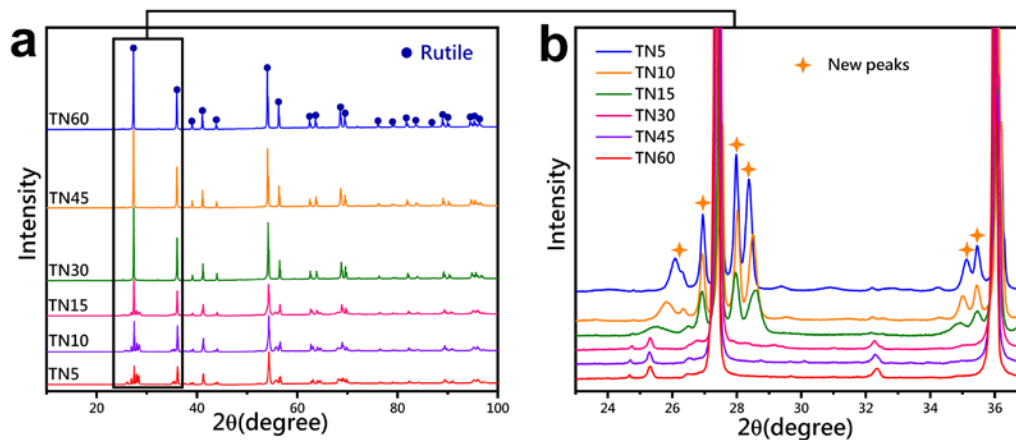 a
Rutile
TN60
TN45
TN30
TN15
TN10
TN5
Intensity
20 40 60 80 100
2θ(degree)
b
TN5
TN10
TN15
TN30
TN45
TN60
New peaks
Intensity
24 26 28 30 32 34 36
2θ(degree)